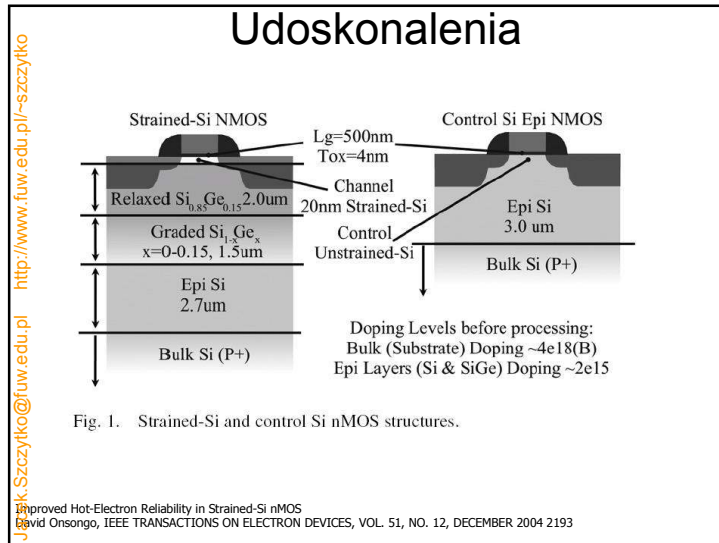 Udoskonalenia
Jacek.Szczytko@fuw.edu.pl http://www.fuw.edu.pl/~szczytko
Strained-Si NMOS
Lg=500nm
Tox=4nm
Control Si Epi NMOS
Channel
20nm Strained-Si
Relaxed Si0.85Ge0.15 2.0um
Control
Unstrained-Si
Epi Si
3.0 um
Graded Si1-xGex
x=0-0.15, 1.5um
Bulk Si (P+)
Epi Si
2.7um
Bulk Si (P+)
Doping Levels before processing:
Bulk (Substrate) Doping ~4e18(B)
Epi Layers (Si & SiGe) Doping ~2e15
Fig. 1. Strained-Si and control Si nMOS structures.
Improved Hot-Electron Reliability in Strained-Si nMOS
David Onsongo, IEEE TRANSACTIONS ON ELECTRON DEVICES, VOL. 51, NO. 12, DECEMBER 2004 2193